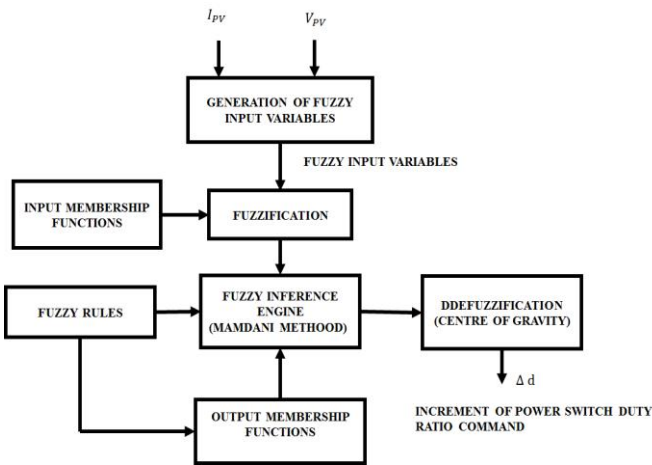 I_PV
V_PV
GENERATION OF FUZZY
INPUT VARIABLES
FUZZY INPUT VARIABLES
INPUT MEMBERSHIP
FUNCTIONS
FUZZIFICATION
FUZZY RULES
FUZZY INFERENCE
ENGINE
(MAMDANI METHOOD)
DDEFUZZIFICATION
(CENTRE OF GRAVITY)
Δ d
INCREMENT OF POWER SWITCH DUTY
RATIO COMMAND
OUTPUT MEMBERSHIP
FUNCTIONS